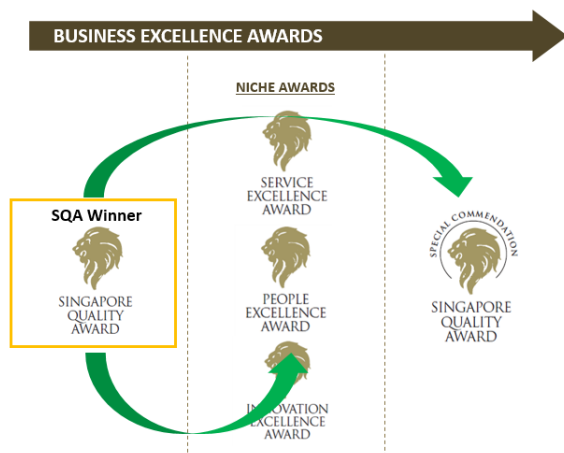 BUSINESS EXCELLENCE AWARDS
NICHE AWARDS
SERVICE
EXCELLENCE
AWARD
SQA Winner
SINGAPORE
QUALITY
AWARD
PEOPLE
EXCELLENCE
AWARD
INNOVATION
EXCELLENCE
AWARD
SPECIAL COMMENDATION
SINGAPORE
QUALITY
AWARD